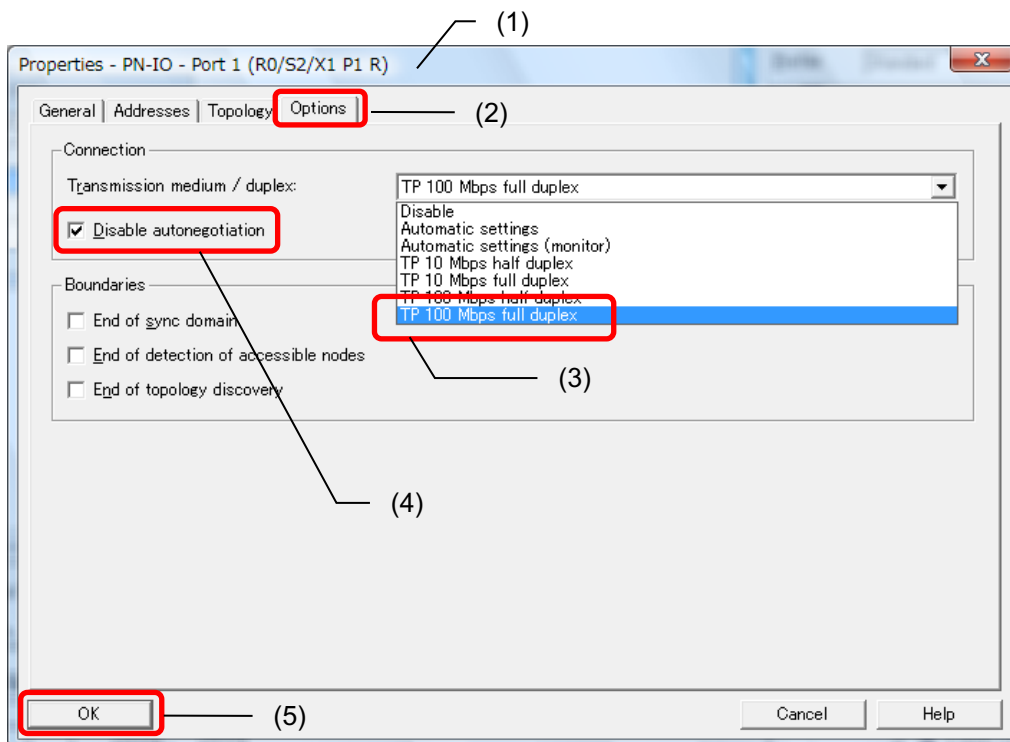 (1)
Properties - PN-IO - Port 1 (R0/S2/X1 P1 R)
General Addresses Topology Options
(2)
Connection
Transmission medium / duplex: TP 100 Mbps full duplex
Disable autonegotiation
Disable
Automatic settings
Automatic settings (monitor)
TP 10 Mbps half duplex
TP 10 Mbps full duplex
TP 100 Mbps half duplex
TP 100 Mbps full duplex
Boundaries
End of sync domain
End of detection of accessible nodes
End of topology discovery
(3)
(4)
OK
(5)
Cancel Help